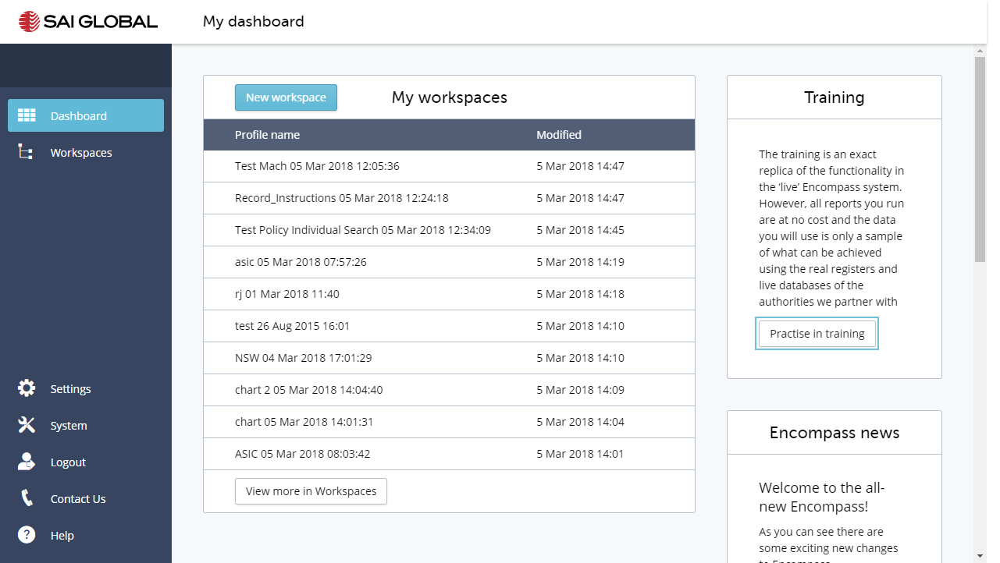 SAI GLOBAL
My dashboard
Dashboard
Workspaces
Settings
System
Logout
Contact Us
? Help
New workspace
My workspaces
Profile name Modified
Test Mach 05 Mar 2018 12:05:36 5 Mar 2018 14:47
Record_Instructions 05 Mar 2018 12:24:18 5 Mar 2018 14:47
Test Policy Individual Search 05 Mar 2018 12:34:09 5 Mar 2018 14:45
asic 05 Mar 2018 07:57:26 5 Mar 2018 14:19
rj 01 Mar 2018 11:40 5 Mar 2018 14:18
test 26 Aug 2015 16:01 5 Mar 2018 14:10
NSW 04 Mar 2018 17:01:29 5 Mar 2018 14:10
chart 2 05 Mar 2018 14:04:40 5 Mar 2018 14:09
chart 05 Mar 2018 14:01:31 5 Mar 2018 14:04
ASIC 05 Mar 2018 08:03:42 5 Mar 2018 14:01
View more in Workspaces
Training
The training is an exact
replica of the functionality in
the ‘live’ Encompass system.
However, all reports you run
are at no cost and the data
you will use is only a sample
of what can be achieved
using the real registers and
live databases of the
authorities we partner with
Practise in training
Encompass news
Welcome to the all-
new Encompass!
As you can see there are
some exciting new changes
to Encompass